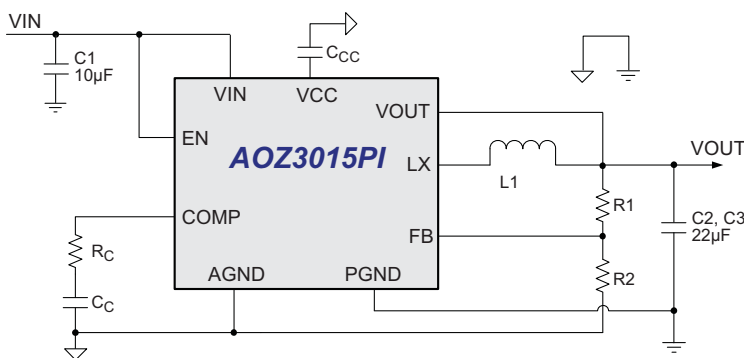 VIN
C1
10µF
CCC
VIN
VCC
VOUT
EN
AOZ3015PI
LX
L1
VOUT
COMP
R1
C2, C3
22µF
FB
RC
AGND
PGND
R2
CC